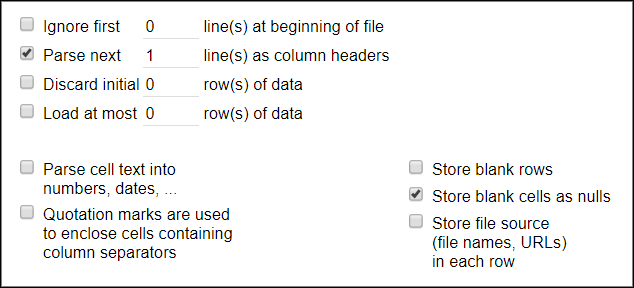 Ignore first 0 line(s) at beginning of file
Parse next 1 line(s) as column headers
Discard initial 0 row(s) of data
Load at most 0 row(s) of data
Parse cell text into
numbers, dates, ...
Quotation marks are used
to enclose cells containing
column separators
Store blank rows
Store blank cells as nulls
Store file source
(file names, URLs)
in each row